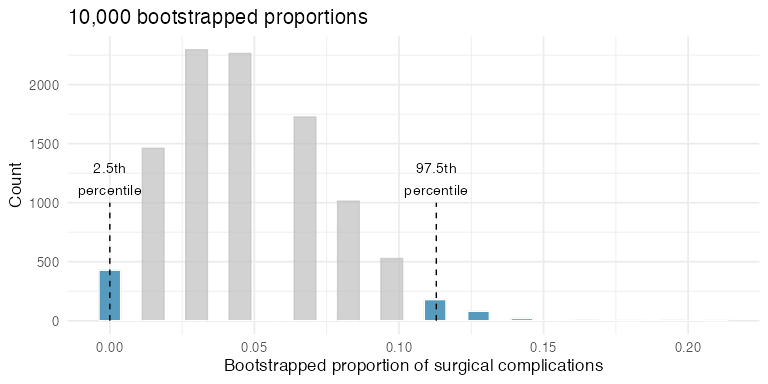 10,000 bootstrapped proportions
2000
1500
1000
500
0
Count
2.5th
percentile
97.5th
percentile
0.00 0.05 0.10 0.15 0.20
Bootstrapped proportion of surgical complications